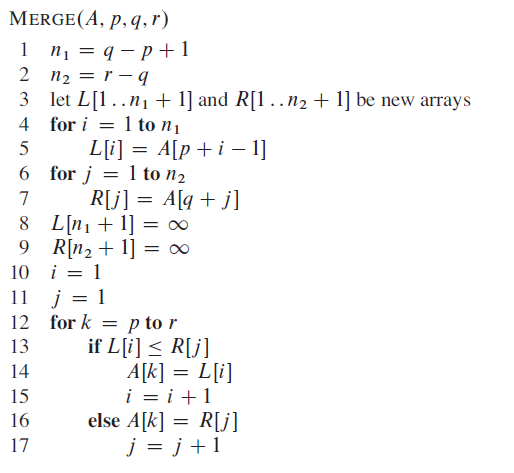 MERGE(A, p, q, r)
1 n₁ = q − p + 1
2 n₂ = r − q
3 let L[1 . . n₁ + 1] and R[1 . . n₂ + 1] be new arrays
4 for i = 1 to n₁
5 L[i] = A[p + i − 1]
6 for j = 1 to n₂
7 R[j] = A[q + j]
8 L[n₁ + 1] = ∞
9 R[n₂ + 1] = ∞
10 i = 1
11 j = 1
12 for k = p to r
13 if L[i] ≤ R[j]
14 A[k] = L[i]
15 i = i + 1
16 else A[k] = R[j]
17 j = j + 1